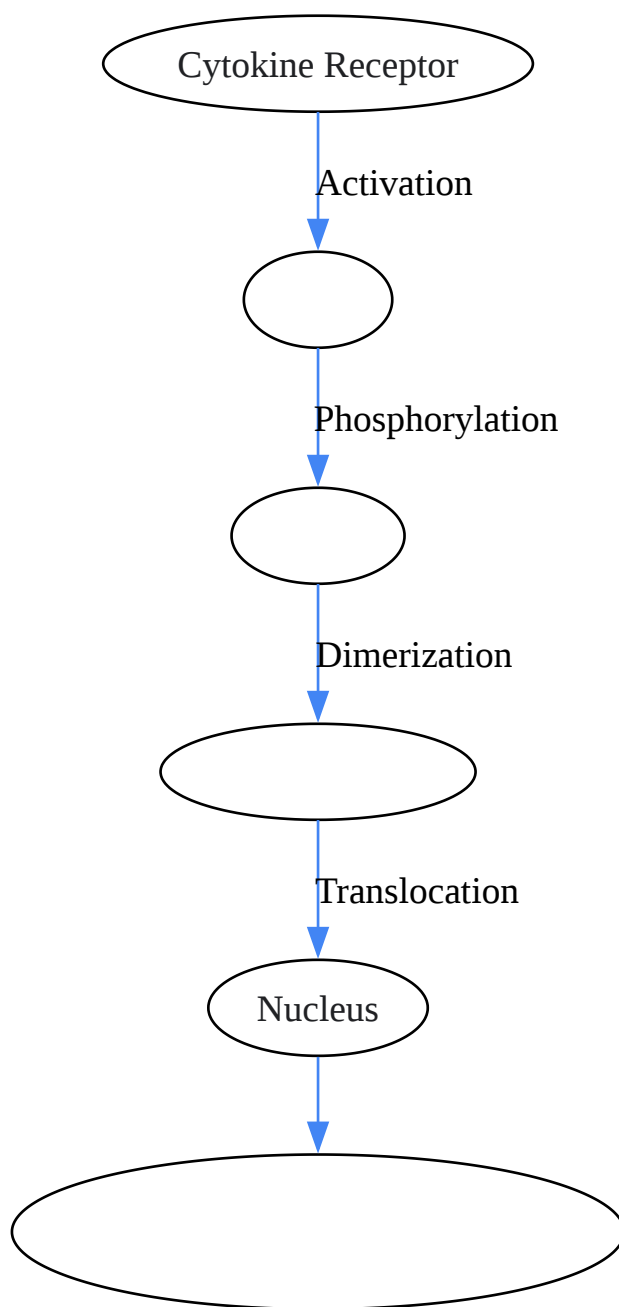 Cytokine Receptor
Activation
Phosphorylation
Dimerization
Translocation
Nucleus